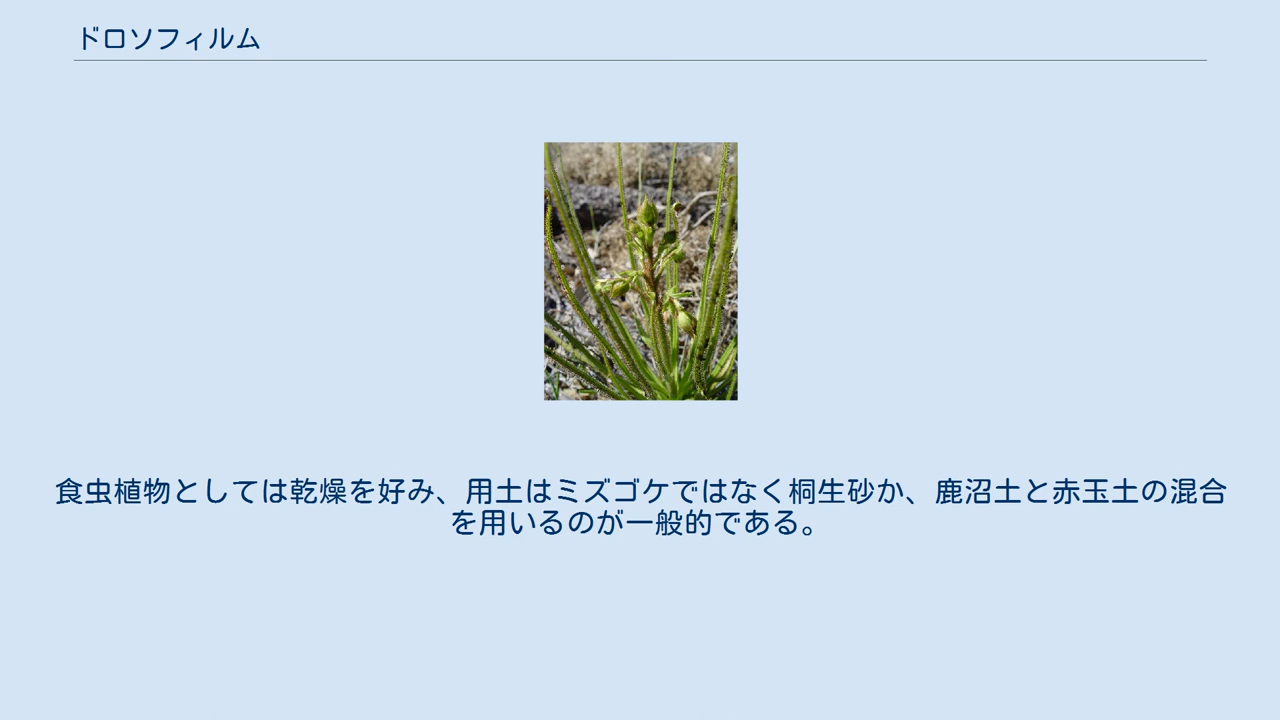 ドロソフィルム
食虫植物としては乾燥を好み、用土はミズゴケではなく桐生砂か、鹿沼土と赤玉土の混合
を用いるのが一般的である。